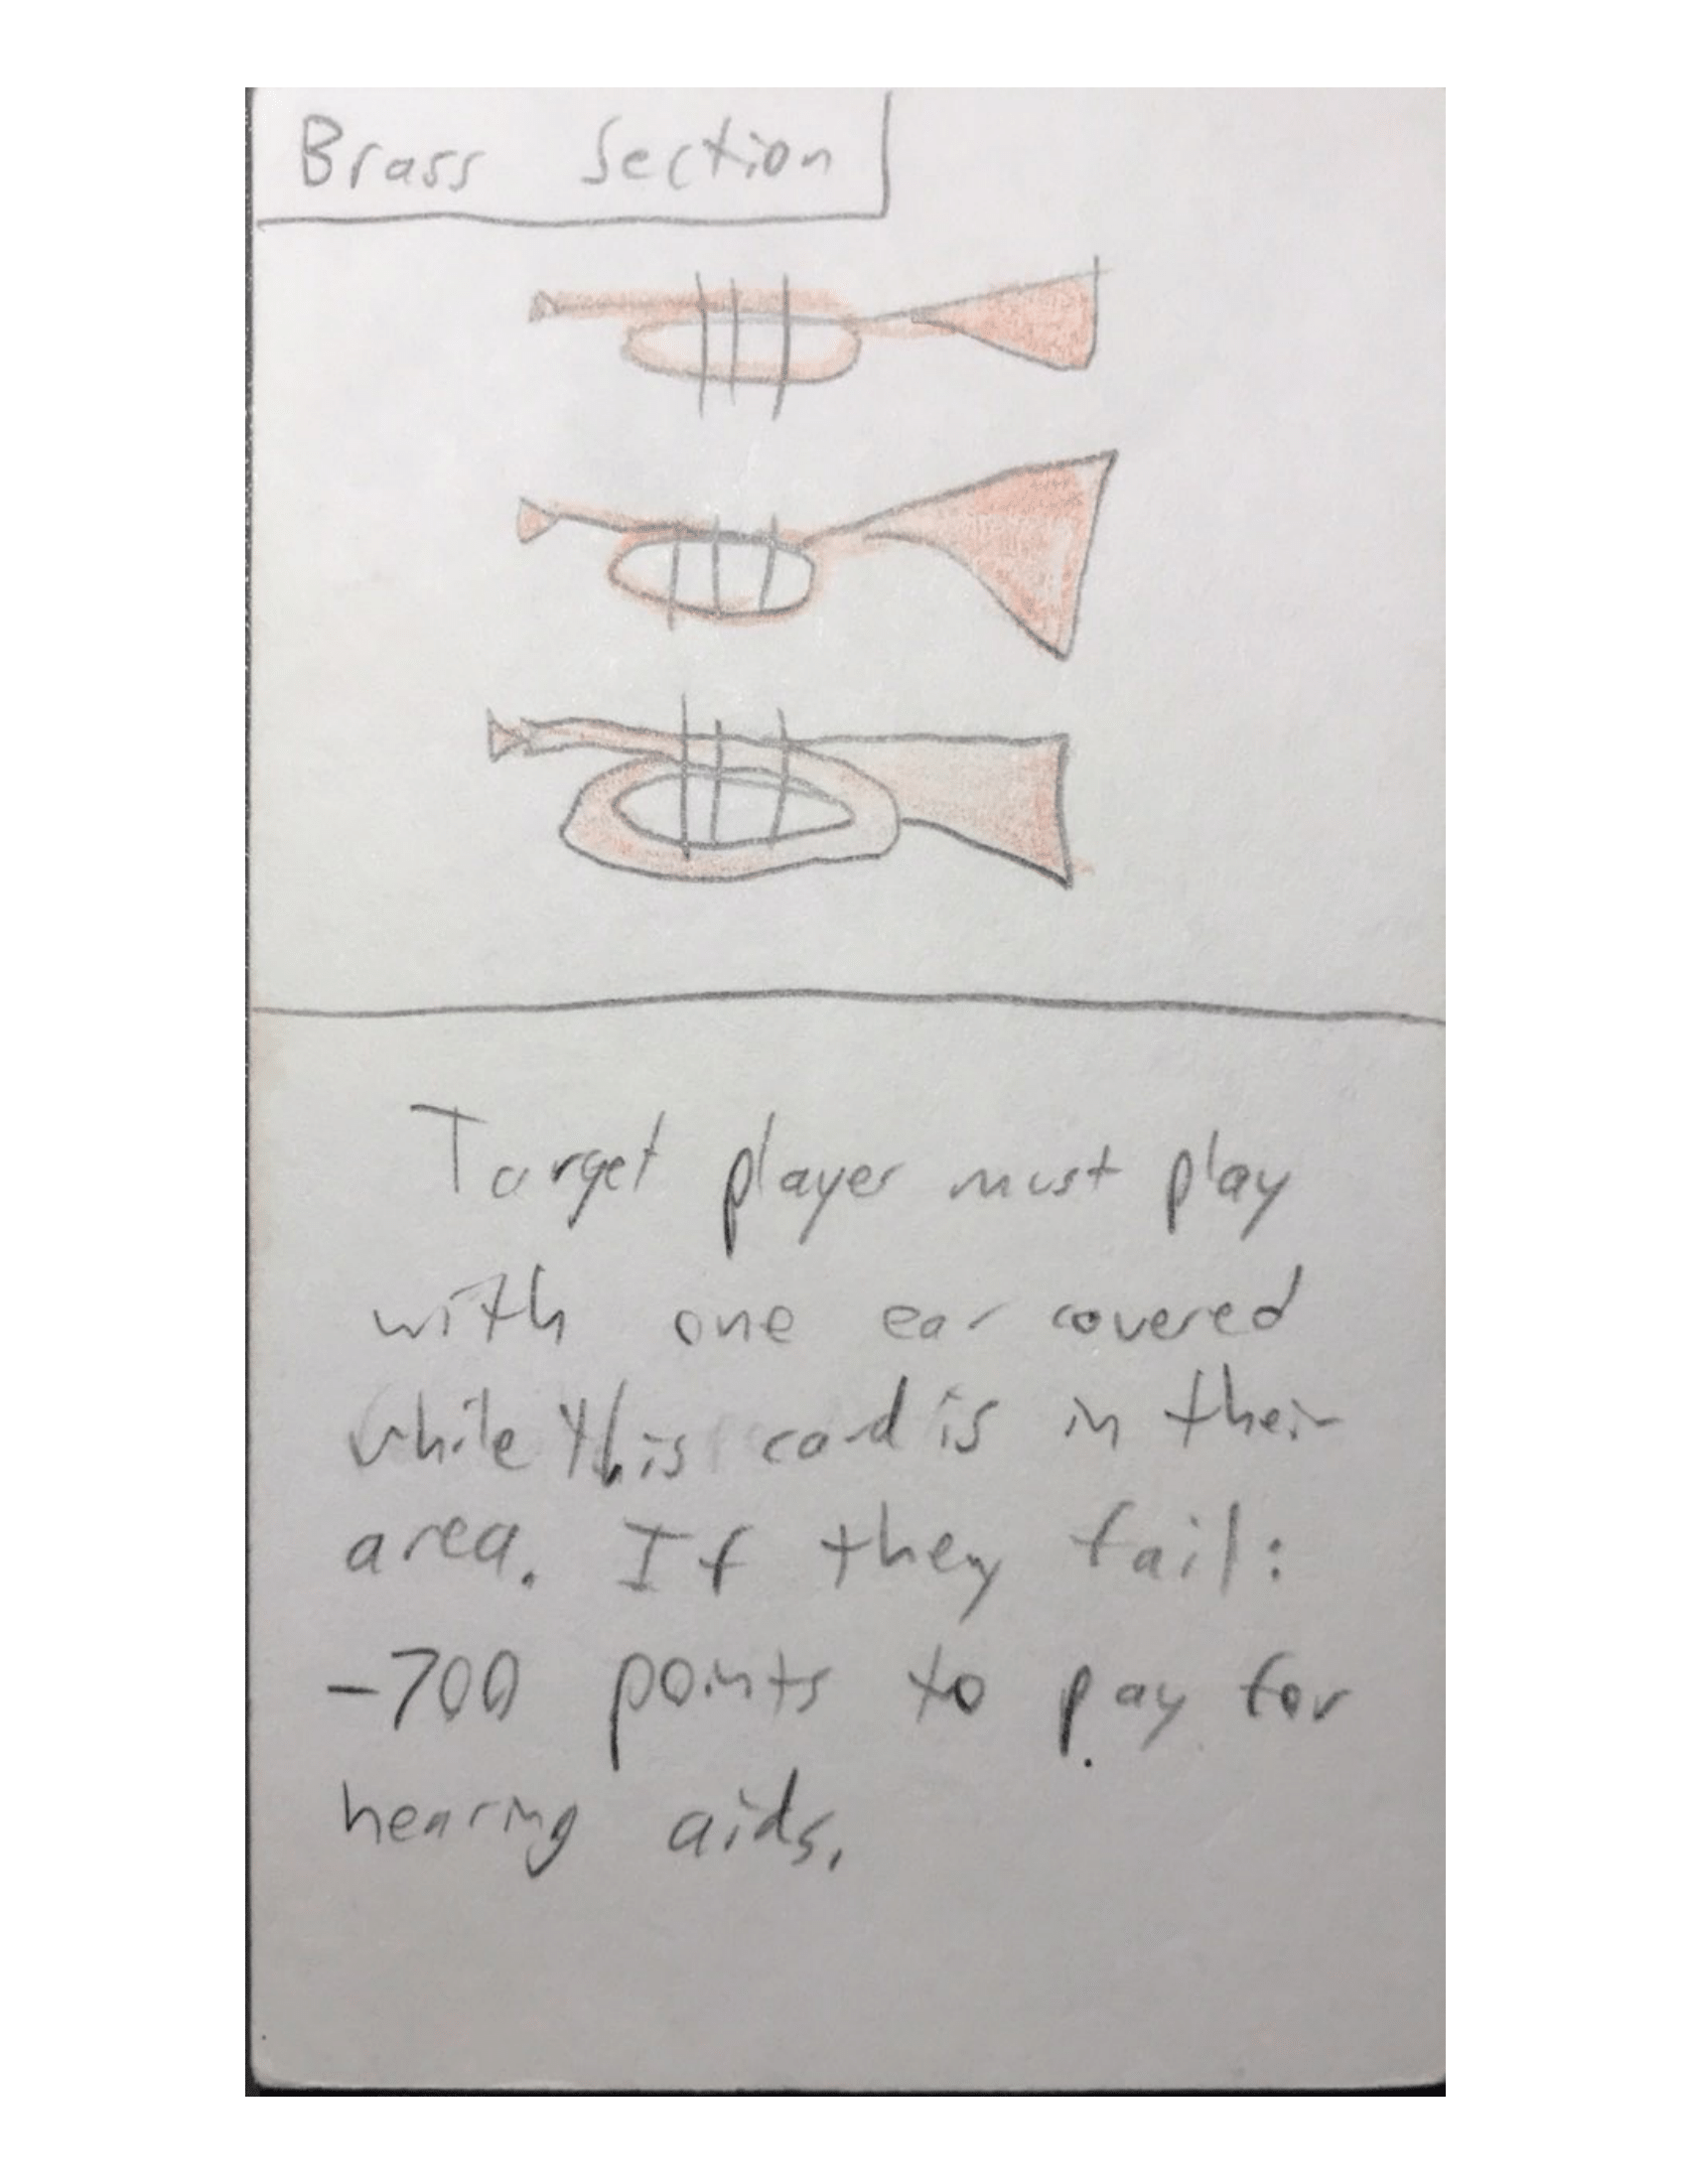 Brass Section
Target player must play
with one ear covered
while this card is in their
area. If they fail:
-700 points to pay for
hearing aids.